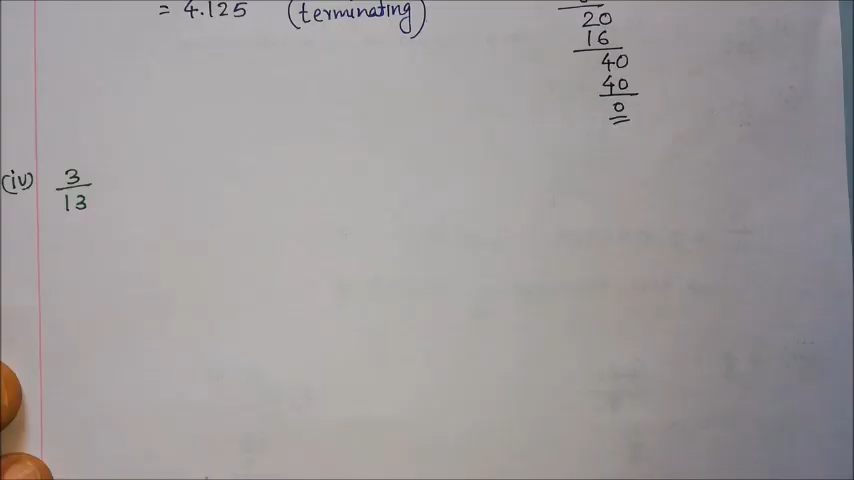 = 4.125 (terminating)
20
16
40
40
0
(iv) 3/13